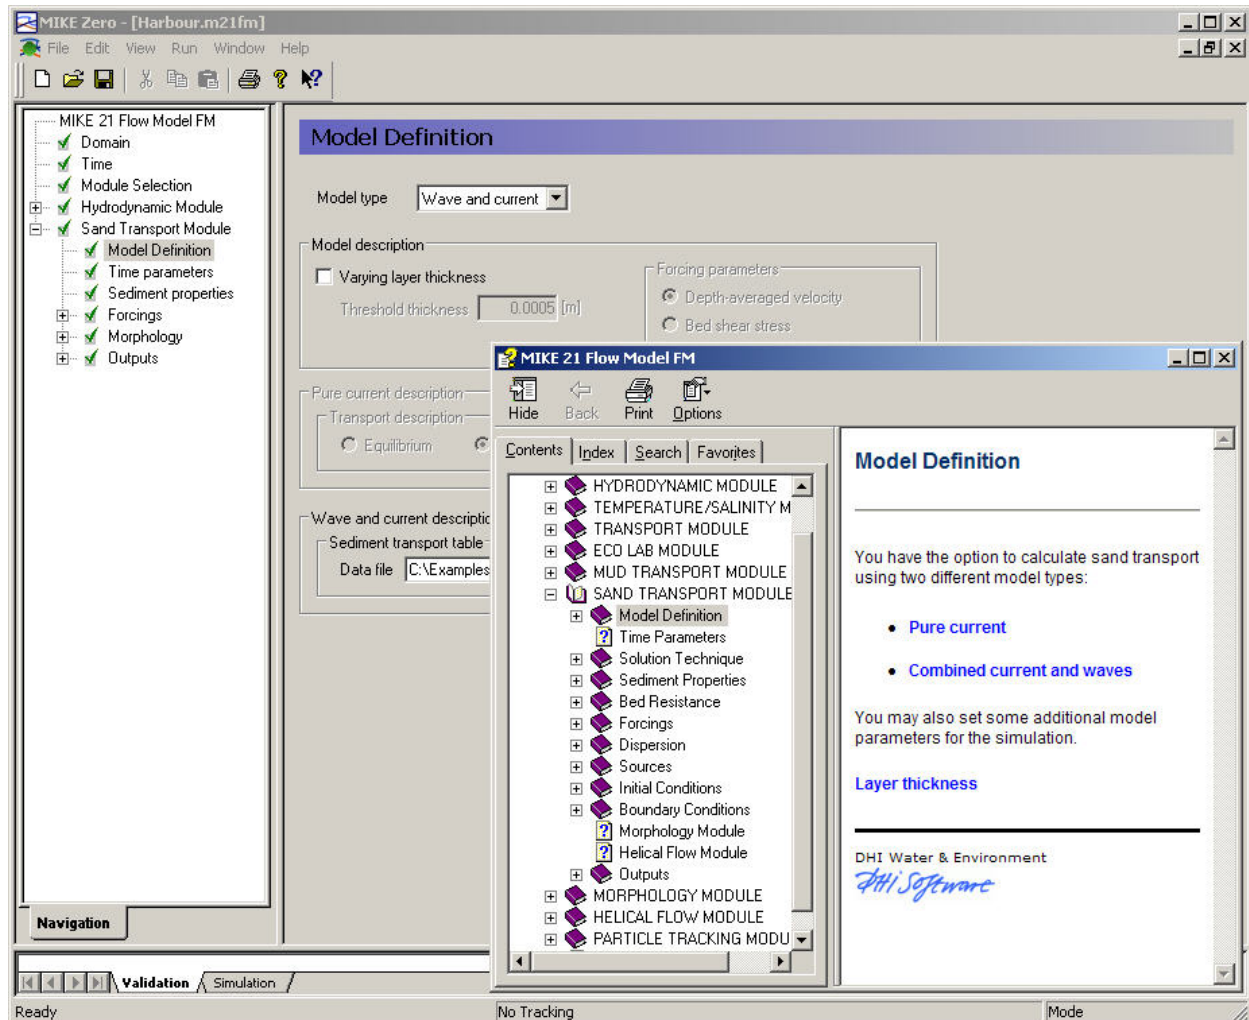 MIKE Zero - [Harbour.m21fm]
File Edit View Run Window Help
MIKE 21 Flow Model FM
Domain
Time
Module Selection
Hydrodynamic Module
Sand Transport Module
Model Definition
Time parameters
Sediment properties
Forcings
Morphology
Outputs
Navigation
Model Definition
Model type Wave and current
Model description
Varying layer thickness
Threshold thickness 0.0005 [m]
Forcing parameters
Depth-averaged velocity
Bed shear stress
Pure current description
Transport description
Equilibrium
Wave and current descriptio
Sediment transport table
Data file C:\Examples
MIKE 21 Flow Model FM
Hide Back Print Options
Contents Index Search Favorites
HYDRODYNAMIC MODULE
TEMPERATURE/SALINITY M
TRANSPORT MODULE
ECO LAB MODULE
MUD TRANSPORT MODULE
SAND TRANSPORT MODULE
Model Definition
Time Parameters
Solution Technique
Sediment Properties
Bed Resistance
Forcings
Dispersion
Sources
Initial Conditions
Boundary Conditions
Morphology Module
Helical Flow Module
Outputs
MORPHOLOGY MODULE
HELICAL FLOW MODULE
PARTICLE TRACKING MODU
Model Definition
You have the option to calculate sand transport
using two different model types:
• Pure current
• Combined current and waves
You may also set some additional model
parameters for the simulation.
Layer thickness
DHI Water & Environment
DHI Software
Validation Simulation
Ready No Tracking Mode